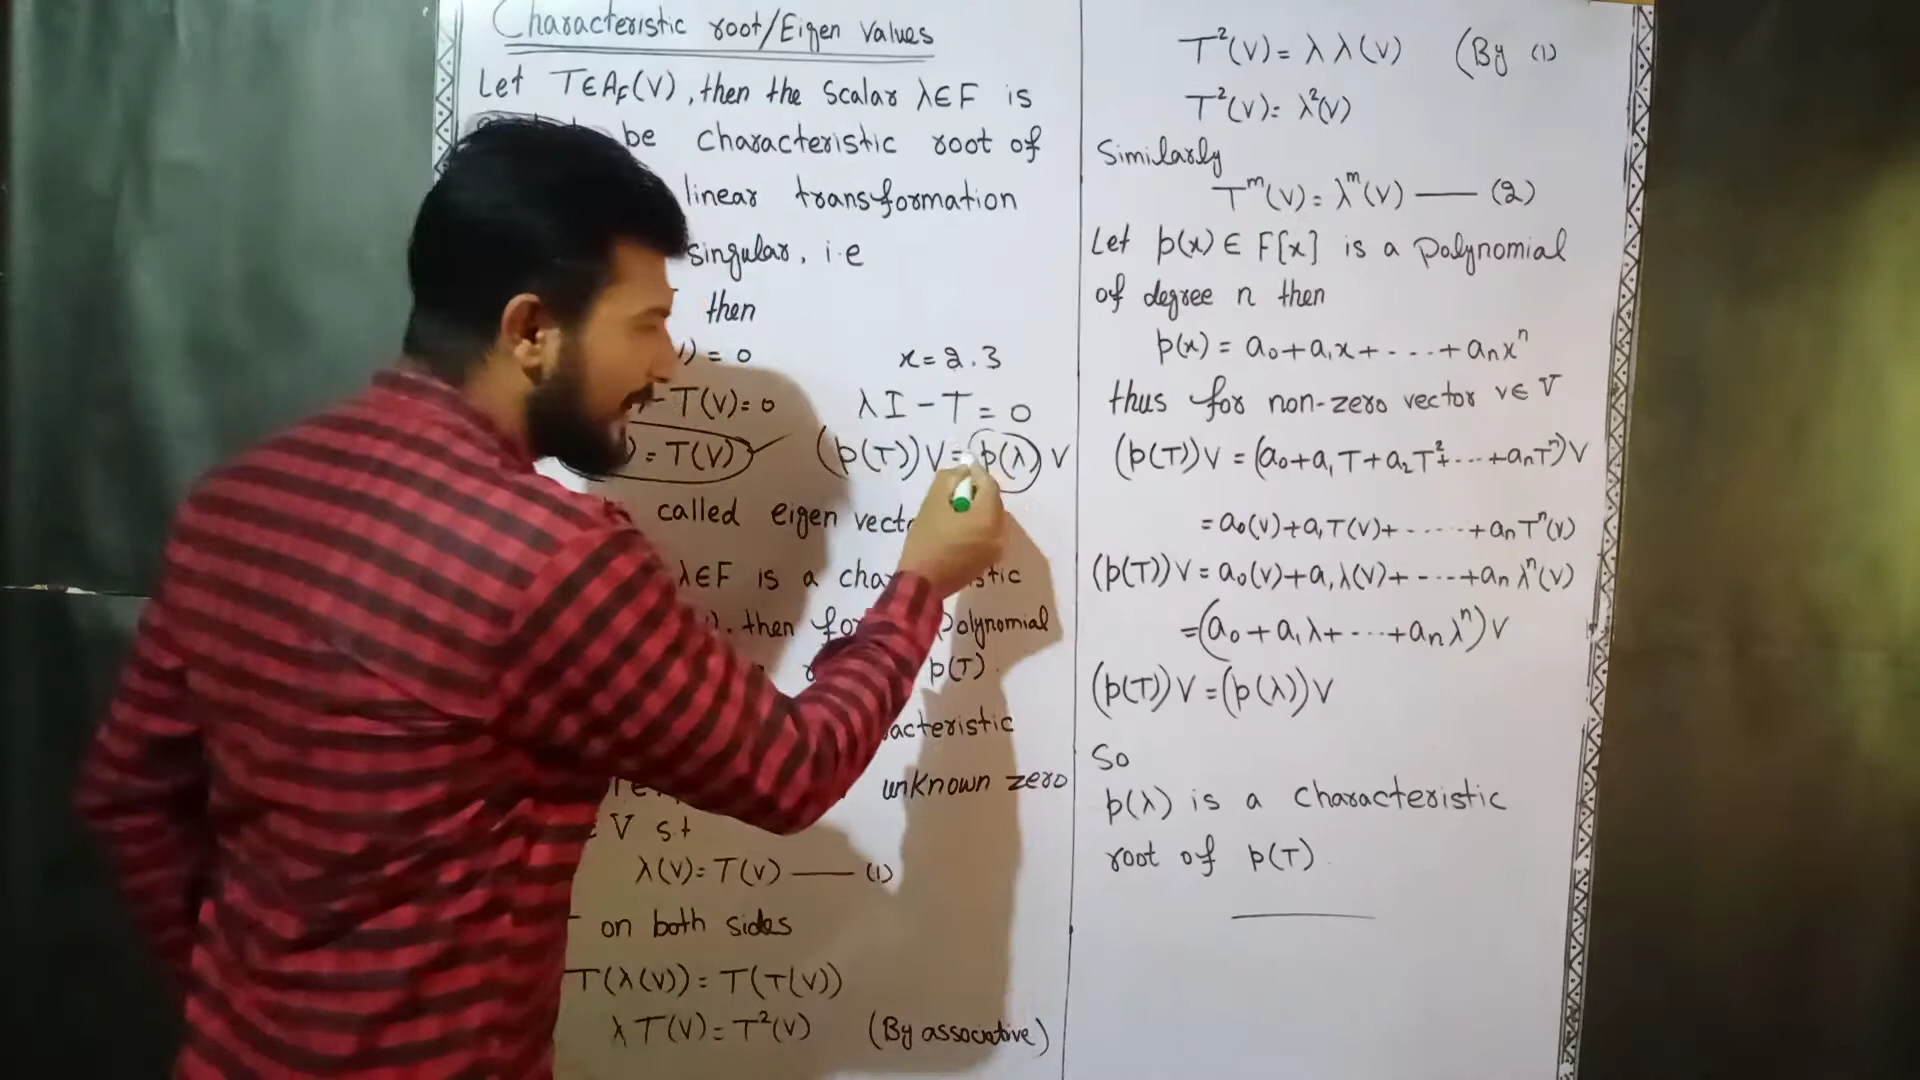 Characteristic root/Eigen Values
Let T∈A_F(V), then the Scalar λ∈F is
be characteristic root of
linear transformation
singular, i.e
then
) = 0
x = 2.3
- T(V) = 0
λI - T = 0
) = T(V)
(p(T))V = p(λ)V
called eigen
λ∈F is a
then Polynomial
p(T).
unknown zero
V s.t
λ(V) = T(V) —— (1)
on both sides
T(λ(V)) = T(T(V))
λT(V) = T²(V) (By associative)
T²(V) = λλ(V) (By (1)
T²(V) = λ²(V)
Similarly
Tᵐ(V) = λᵐ(V) —— (2)
Let p(x) ∈ F[x] is a polynomial
of degree n then
p(x) = a₀ + a₁x + - - - + aₙxⁿ
thus for non-zero vector v∈V
(p(T))V = (a₀ + a₁T + a₂T² + --- + aₙTⁿ)V
= a₀(V) + a₁T(V) + - - - - - + aₙTⁿ(V)
(p(T))V = a₀(V) + a₁λ(V) + - --- + aₙλⁿ(V)
= (a₀ + a₁λ + - --- + aₙλⁿ)V
(p(T))V = (p(λ))V
So
p(λ) is a characteristic
root of p(T).